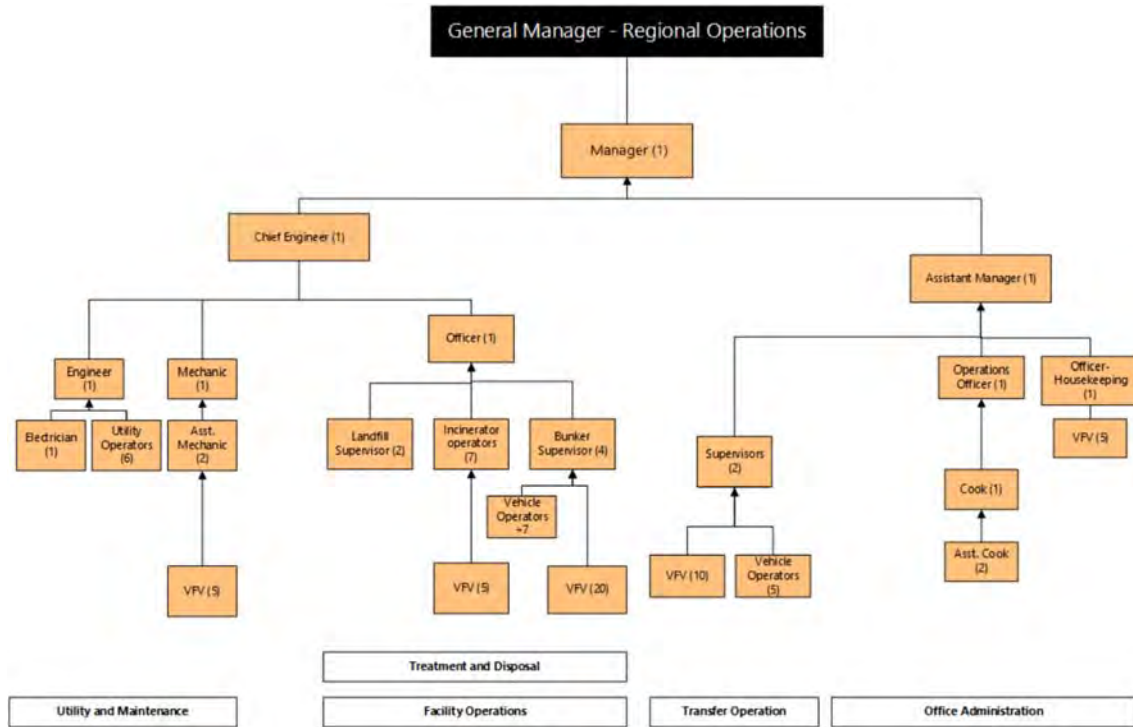 General Manager - Regional Operations
Manager (1)
Chief Engineer (1)
Assistant Manager (1)
Officer (1)
Engineer
(1)
Mechanic
(1)
Operations
Officer (1)
Officer-
Housekeeping
(1)
Electrician
(1)
Utility
Operators
(6)
Asst.
Mechanic
(2)
Landfill
Supervisor (2)
Incinerator
operators
(7)
Bunker
Supervisor (4)
Supervisors
(2)
VFV (5)
Vehicle
Operators
=7
Cook (1)
Asst. Cook
(2)
VFV (5)
VFV (5)
VFV (20)
VFV (10)
Vehicle
Operators
(5)
Treatment and Disposal
Utility and Maintenance
Facility Operations
Transfer Operation
Office Administration